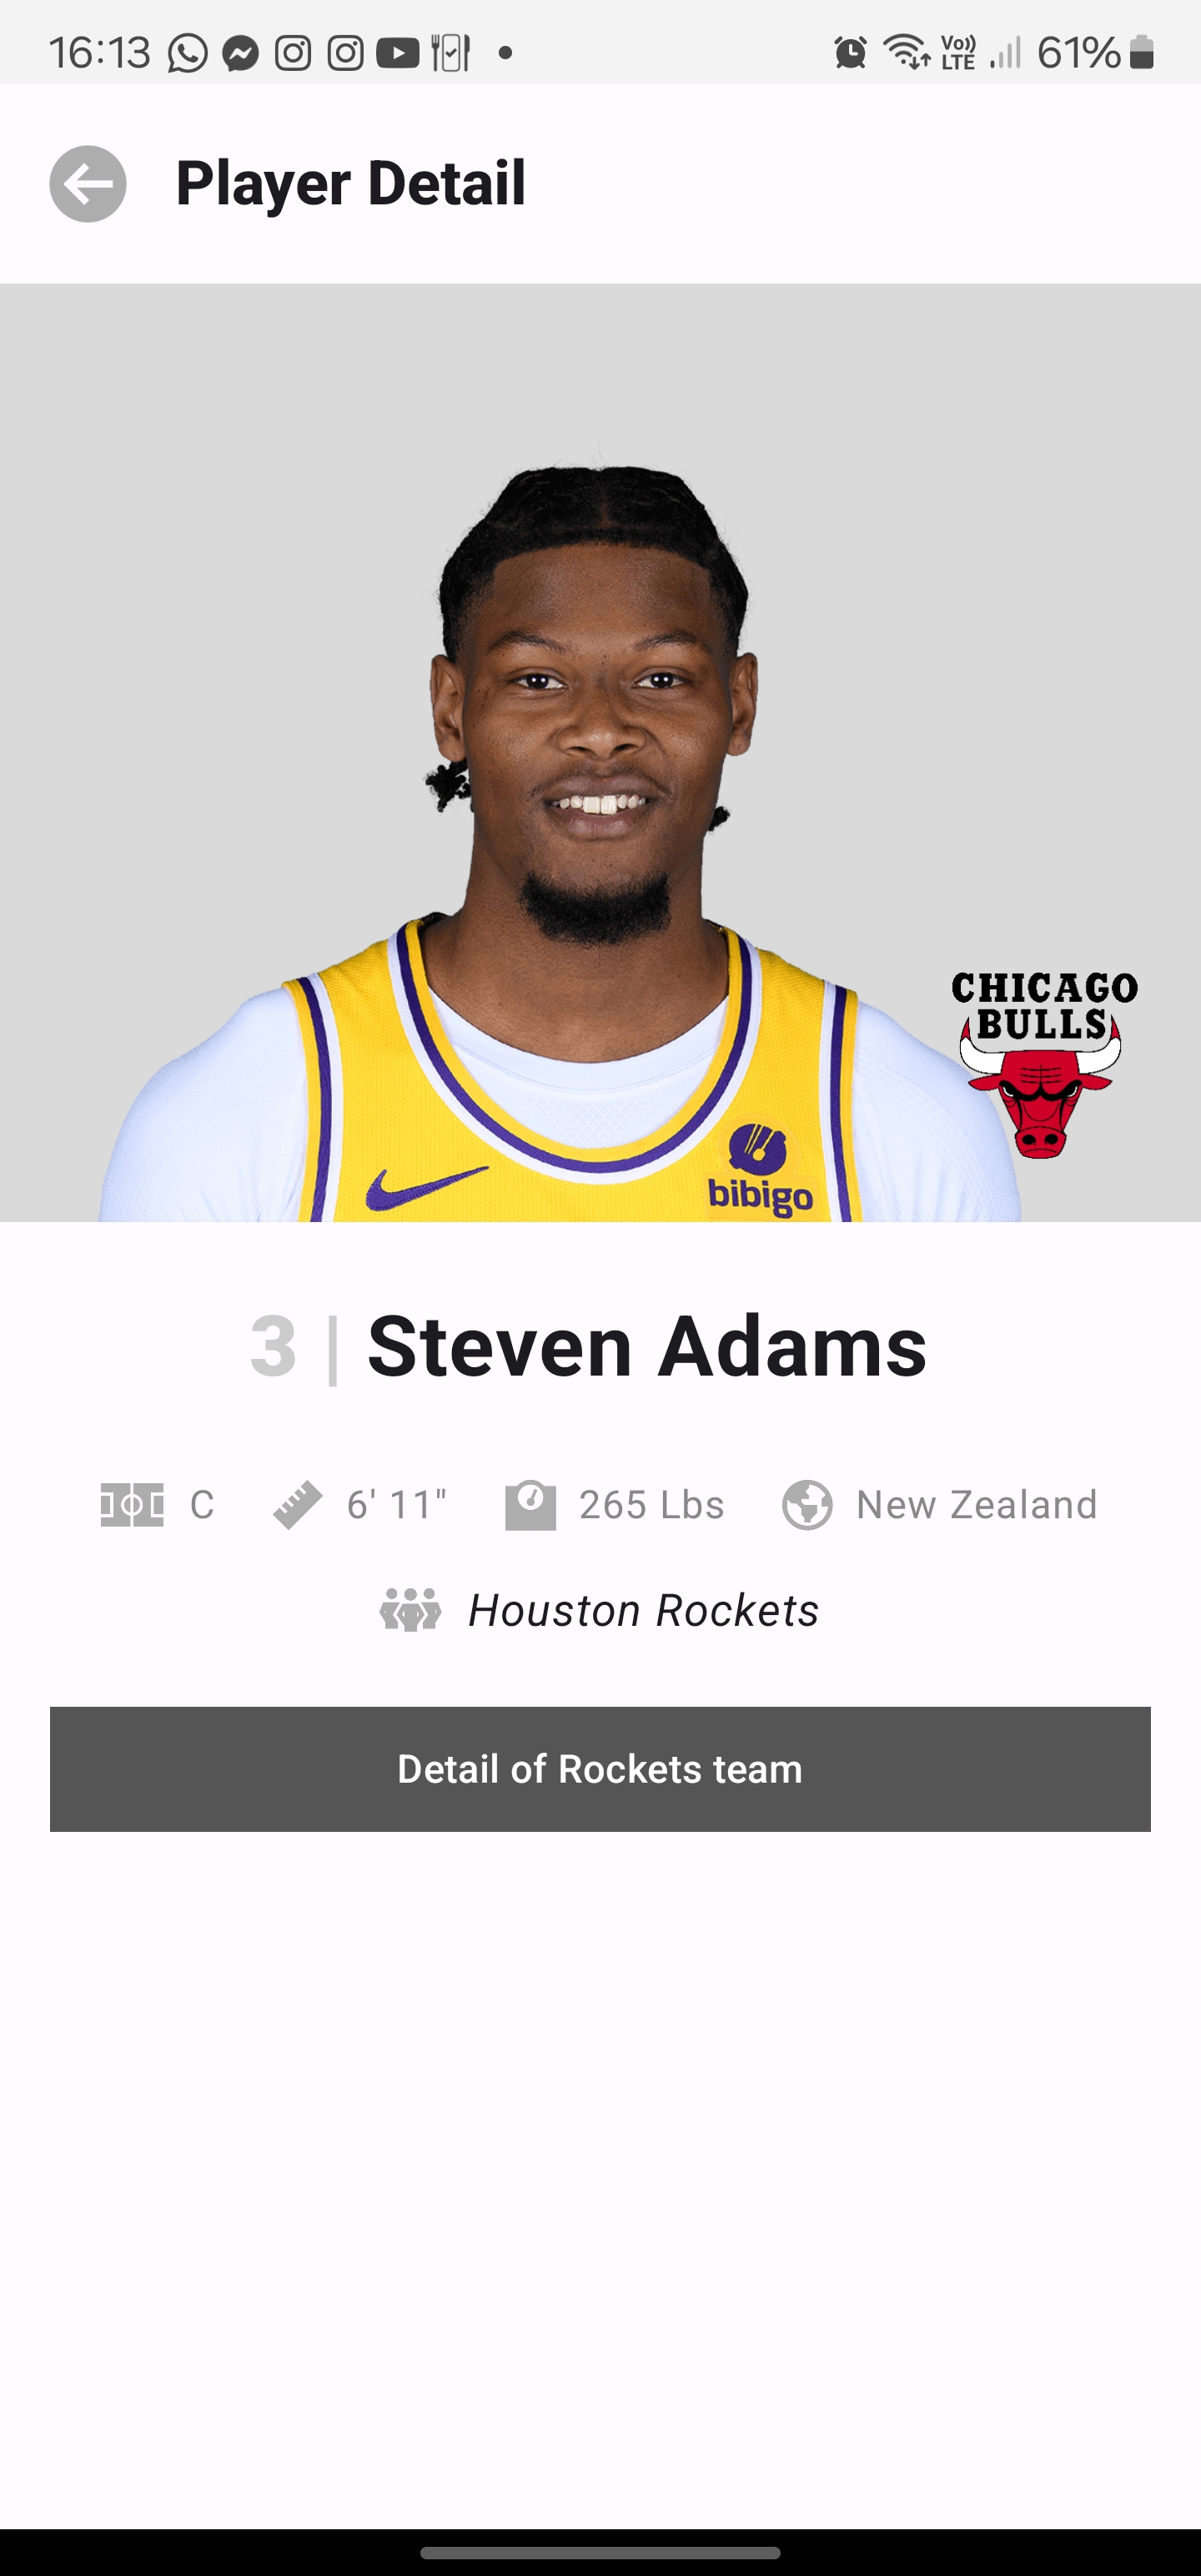 16:13 Vo)) LTE 61%
Player Detail
CHICAGO
BULLS
bibigo
3 | Steven Adams
C 6' 11" 265 Lbs New Zealand
Houston Rockets
Detail of Rockets team